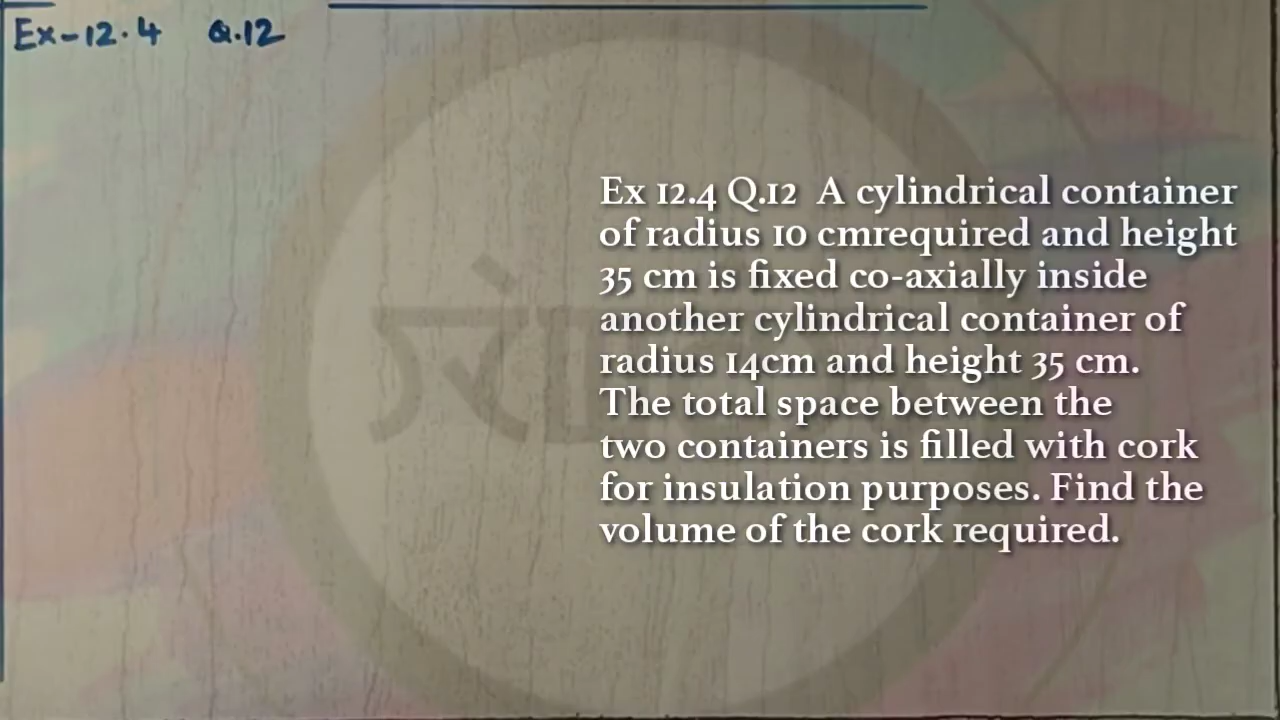 Ex-12.4 Q.12
Ex 12.4 Q.12 A cylindrical container
of radius 10 cmrequired and height
35 cm is fixed co-axially inside
another cylindrical container of
radius 14cm and height 35 cm.
The total space between the
two containers is filled with cork
for insulation purposes. Find the
volume of the cork required.